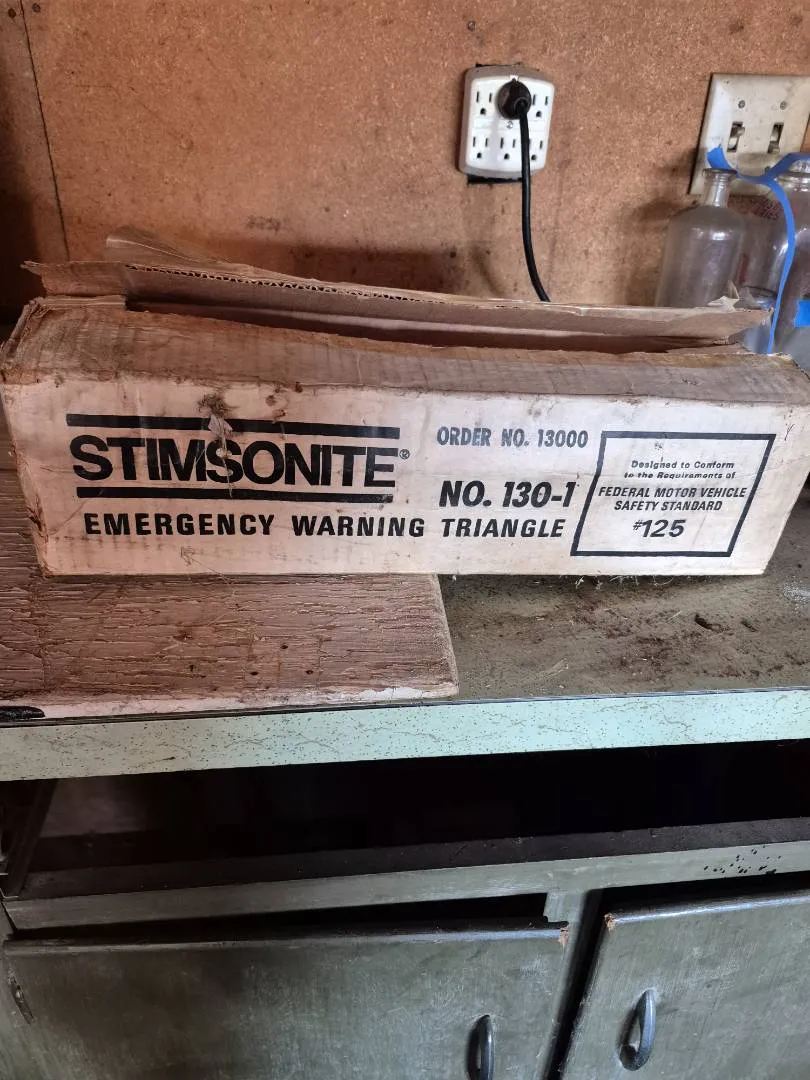 STIMSONITE®
EMERGENCY WARNING TRIANGLE
ORDER NO. 13000
NO. 130-1
Designed to Conform
to the Requirements of
FEDERAL MOTOR VEHICLE
SAFETY STANDARD
#125